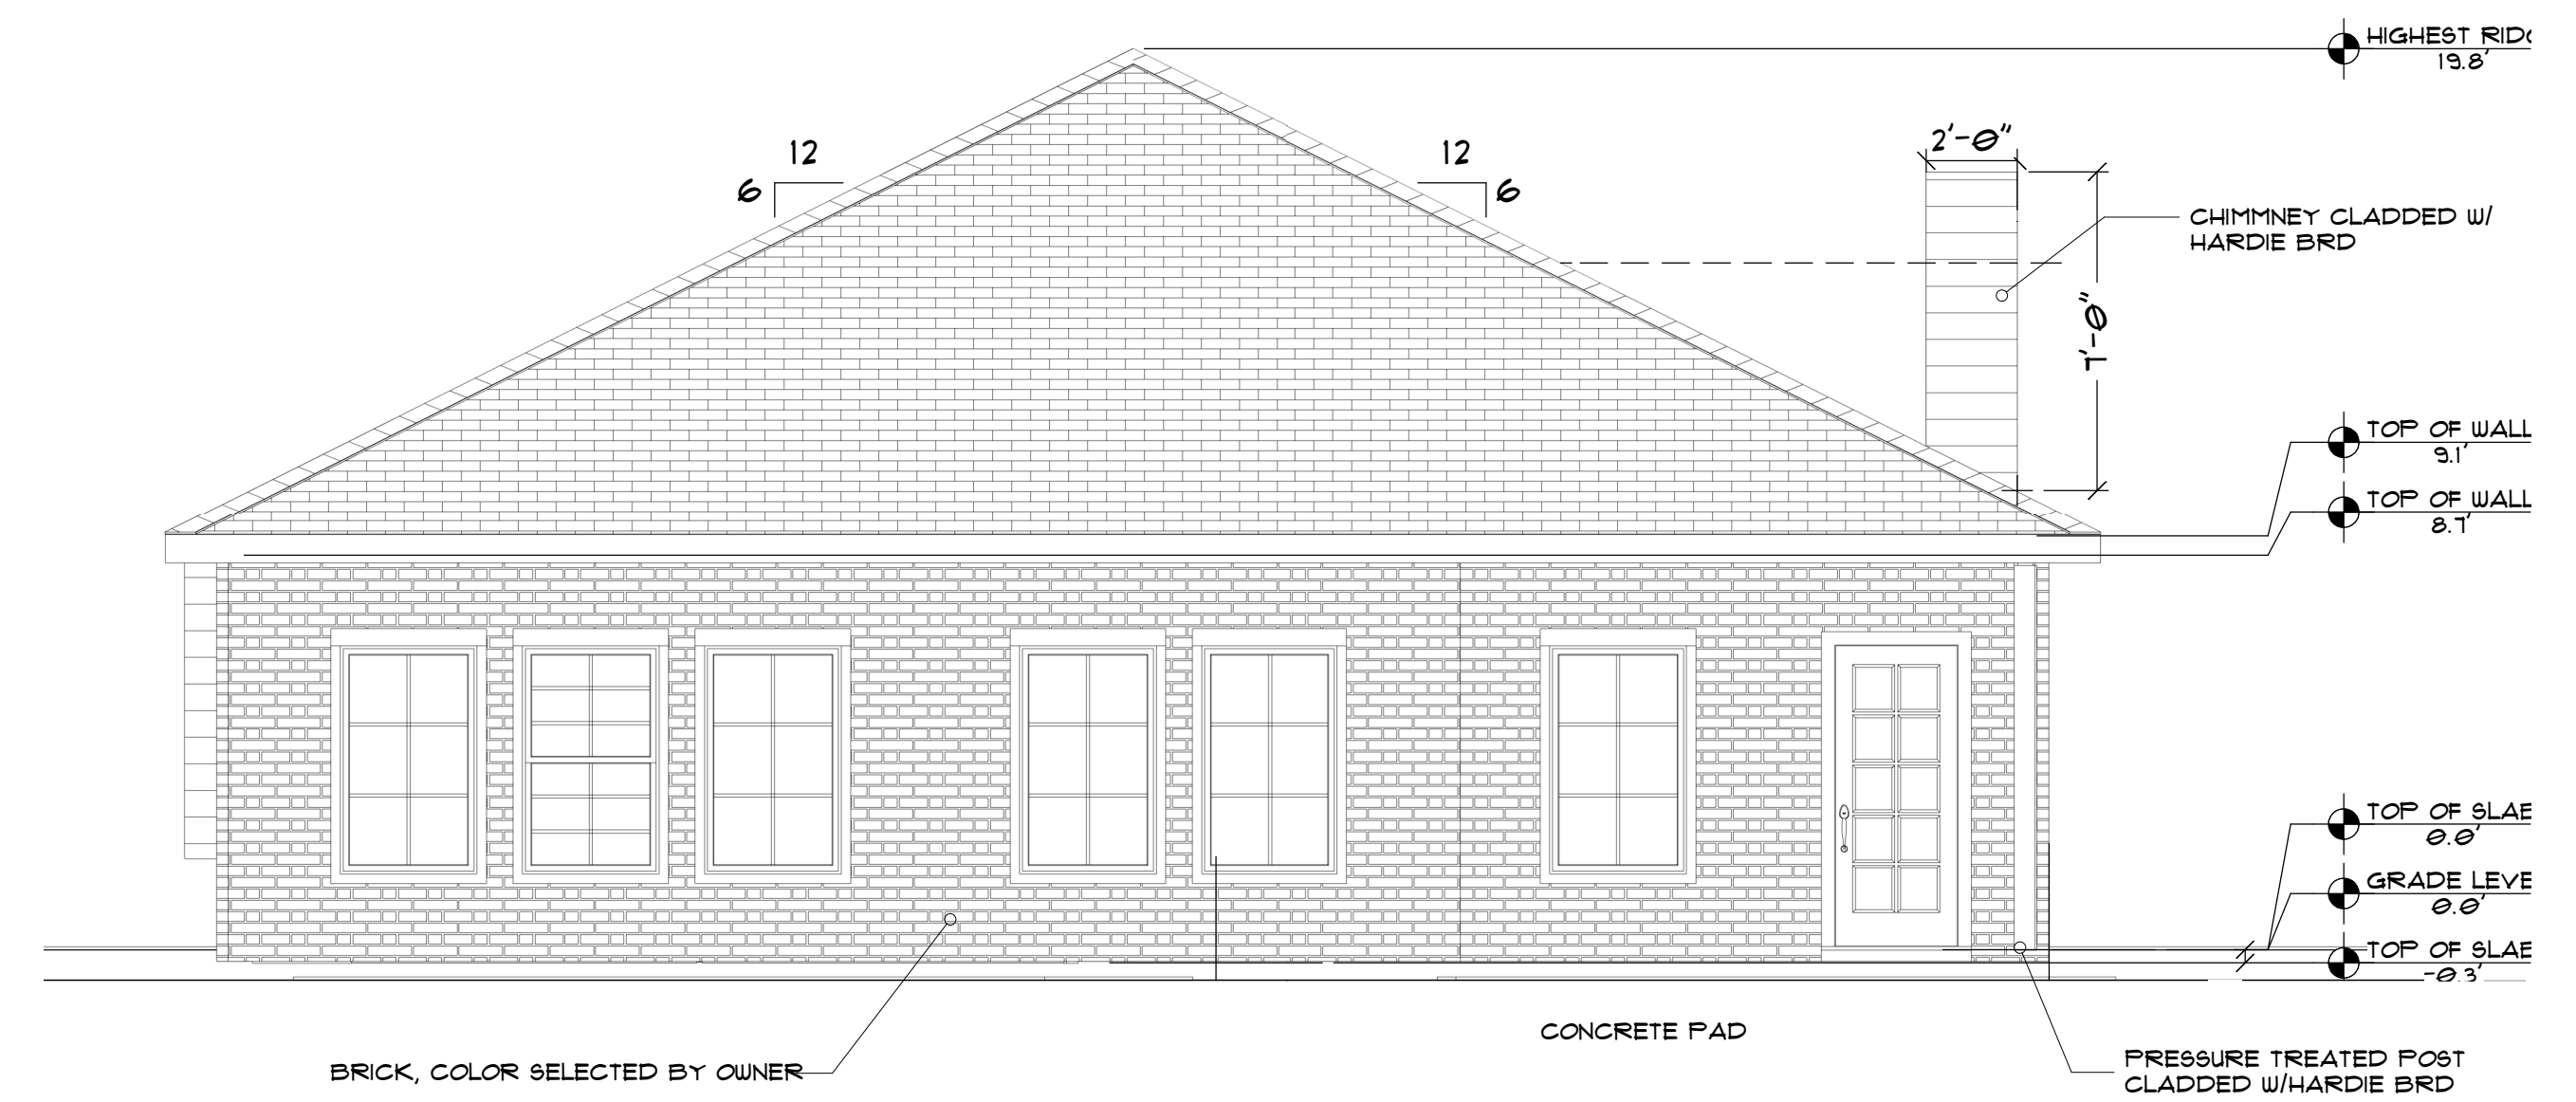 HIGHEST RIDG
19.8'
12
6
12
6
2'-0"
CHIMMNEY CLADDED W/
HARDIE BRD
7'-0"
TOP OF WALL
9.1'
TOP OF WALL
8.7'
TOP OF SLAB
0.0'
GRADE LEVE
0.0'
TOP OF SLAB
-0.3'
CONCRETE PAD
BRICK, COLOR SELECTED BY OWNER
PRESSURE TREATED POST
CLADDED W/HARDIE BRD